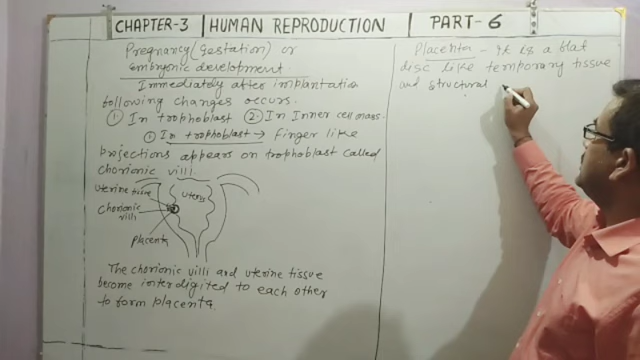 CHAPTER-3 HUMAN REPRODUCTION PART-6
Pregnancy (Gestation) or
embryonic development
Immediately after implantation
following changes occurs.
① In trophoblast ② In Inner cell mass.
① In trophoblast → Finger like
projections appears on trophoblast called
chorionic villi.
Uterine tissue
Uterus
Chorionic
villi
Placenta
The chorionic villi and uterine tissue
become interdigited to each other
to form placenta.
Placenta - It is a flat
disc like temporary tissue
and structural